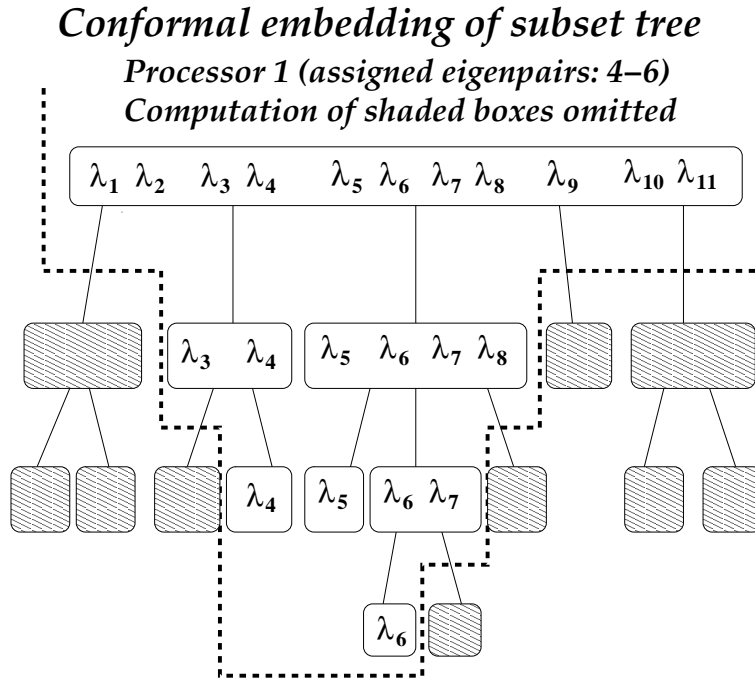 Conformal embedding of subset tree
Processor 1 (assigned eigenpairs: 4–6)
Computation of shaded boxes omitted
λ₁ λ₂ λ₃ λ₄ λ₅ λ₆ λ₇ λ₈ λ₉ λ₁₀ λ₁₁
λ₃ λ₄ λ₅ λ₆ λ₇ λ₈
λ₄ λ₅ λ₆ λ₇
λ₆